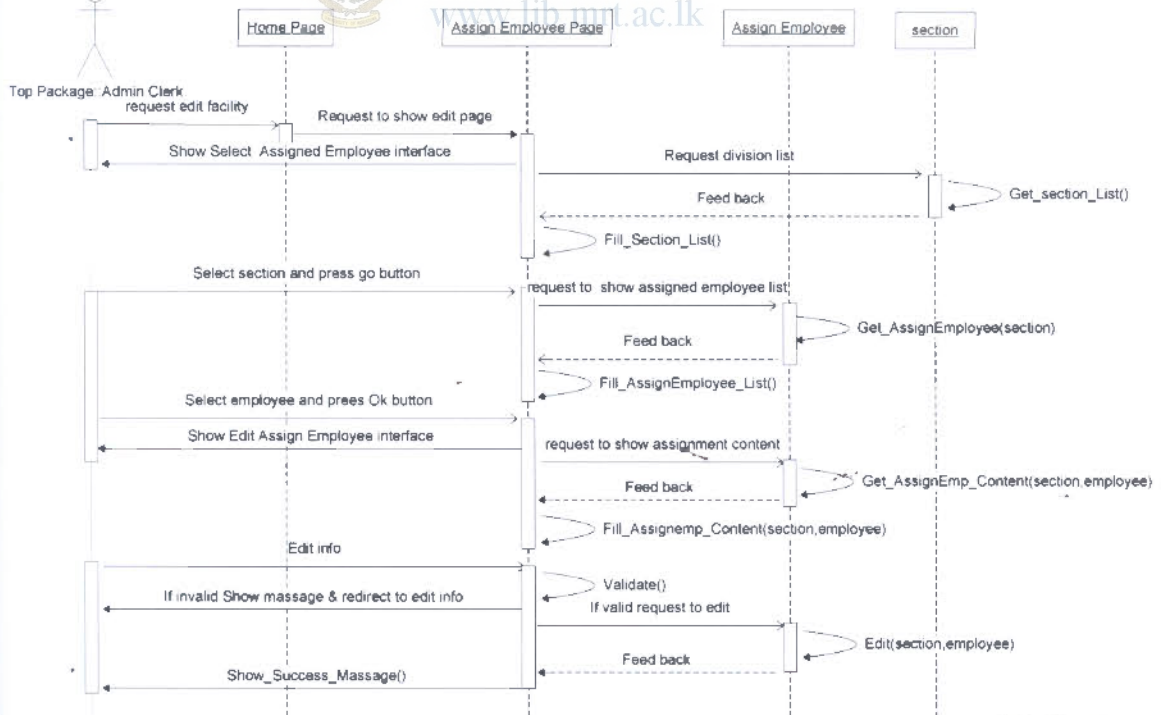 www.lib.mrt.ac.lk
Home Page
Assign Employee Page
Assign Employee
section
Top Package::Admin Clerk
request edit facility
Request to show edit page
Show Select Assigned Employee interface
Request division list
Get_section_List()
Feed back
Fill_Section_List()
Select section and press go button
request to show assigned employee list
Get_AssignEmployee(section)
Feed back
Fill_AssignEmployee_List()
Select employee and prees Ok button
Show Edit Assign Employee interface
request to show assignment content
Get_AssignEmp_Content(section,employee)
Feed back
Fill_Assignemp_Content(section,employee)
Edit info
Validate()
If invalid Show massage & redirect to edit info
If valid request to edit
Edit(section,employee)
Feed back
Show_Success_Massage()